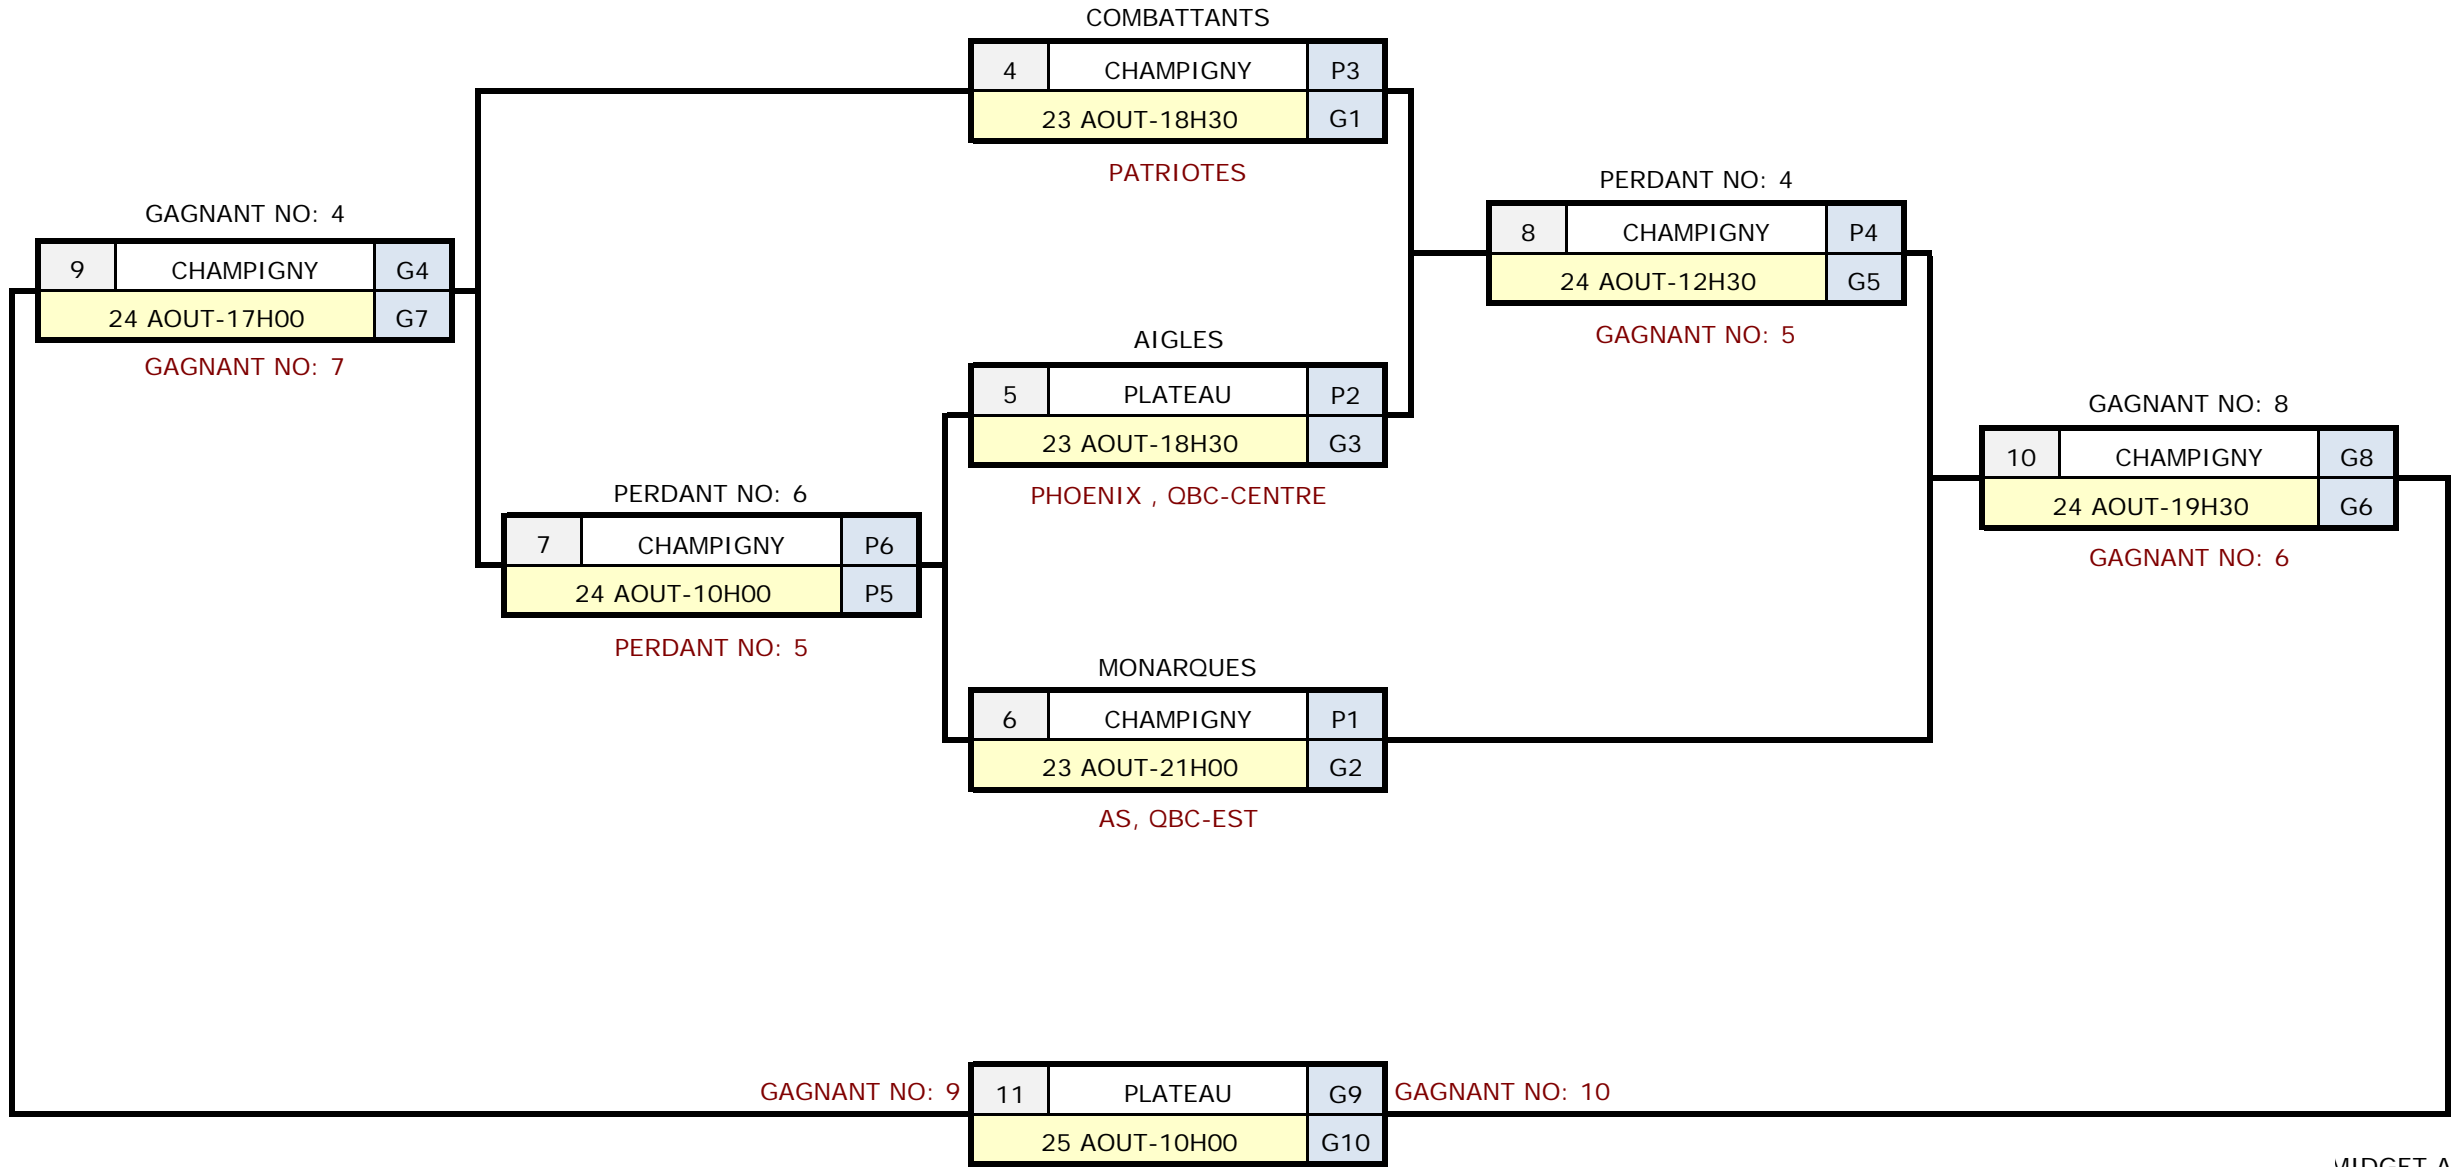 COMBATTANTS
4 CHAMPIGNY P3
23 AOUT-18H30 G1
PATRIOTES
PERDANT NO: 4
8 CHAMPIGNY P4
24 AOUT-12H30 G5
GAGNANT NO: 5
GAGNANT NO: 4
9 CHAMPIGNY G4
24 AOUT-17H00 G7
GAGNANT NO: 7
AIGLES
5 PLATEAU P2
23 AOUT-18H30 G3
PHOENIX , QBC-CENTRE
GAGNANT NO: 8
10 CHAMPIGNY G8
24 AOUT-19H30 G6
GAGNANT NO: 6
PERDANT NO: 6
7 CHAMPIGNY P6
24 AOUT-10H00 P5
PERDANT NO: 5
MONARQUES
6 CHAMPIGNY P1
23 AOUT-21H00 G2
AS, QBC-EST
GAGNANT NO: 9 11 PLATEAU G9 GAGNANT NO: 10
25 AOUT-10H00 G10